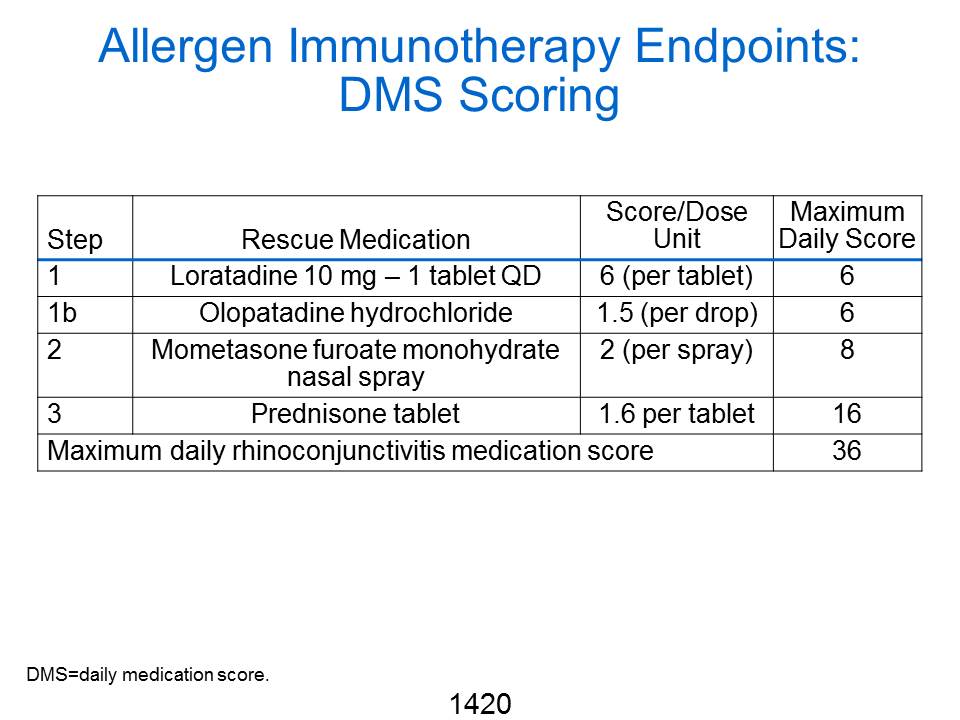 Allergen Immunotherapy Endpoints:
DMS Scoring
Step Rescue Medication Score/Dose Unit Maximum Daily Score
1 Loratadine 10 mg – 1 tablet QD 6 (per tablet) 6
1b Olopatadine hydrochloride 1.5 (per drop) 6
2 Mometasone furoate monohydrate nasal spray 2 (per spray) 8
3 Prednisone tablet 1.6 per tablet 16
Maximum daily rhinoconjunctivitis medication score 36
DMS=daily medication score.
1420